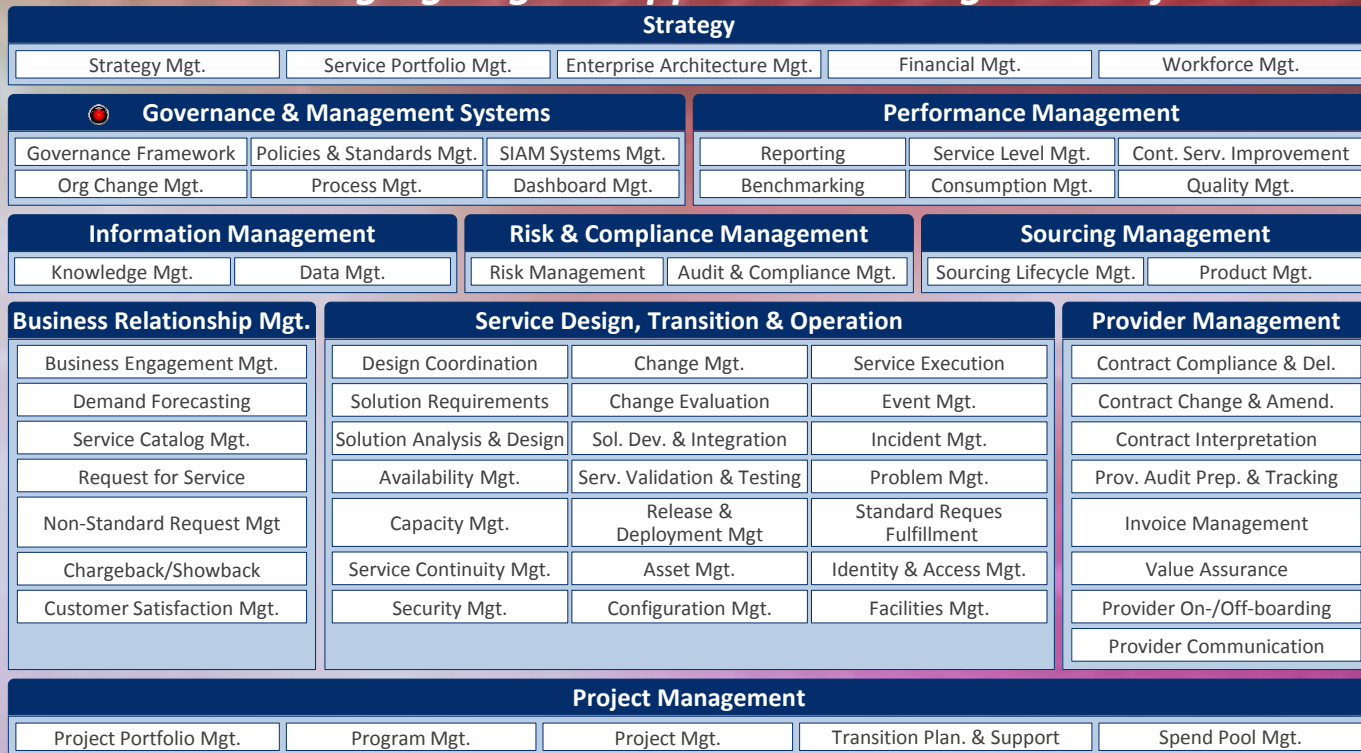 Strategy
Strategy Mgt.
Service Portfolio Mgt.
Enterprise Architecture Mgt.
Financial Mgt.
Workforce Mgt.
Governance & Management Systems
Governance Framework
Policies & Standards Mgt.
SIAM Systems Mgt.
Org Change Mgt.
Process Mgt.
Dashboard Mgt.
Performance Management
Reporting
Service Level Mgt.
Cont. Serv. Improvement
Benchmarking
Consumption Mgt.
Quality Mgt.
Information Management
Knowledge Mgt.
Data Mgt.
Risk & Compliance Management
Risk Management
Audit & Compliance Mgt.
Sourcing Management
Sourcing Lifecycle Mgt.
Product Mgt.
Business Relationship Mgt.
Business Engagement Mgt.
Demand Forecasting
Service Catalog Mgt.
Request for Service
Non-Standard Request Mgt
Chargeback/Showback
Customer Satisfaction Mgt.
Service Design, Transition & Operation
Design Coordination
Change Mgt.
Service Execution
Solution Requirements
Change Evaluation
Event Mgt.
Solution Analysis & Design
Sol. Dev. & Integration
Incident Mgt.
Availability Mgt.
Serv. Validation & Testing
Problem Mgt.
Capacity Mgt.
Release &
Deployment Mgt
Standard Reques
Fulfillment
Service Continuity Mgt.
Asset Mgt.
Identity & Access Mgt.
Security Mgt.
Configuration Mgt.
Facilities Mgt.
Provider Management
Contract Compliance & Del.
Contract Change & Amend.
Contract Interpretation
Prov. Audit Prep. & Tracking
Invoice Management
Value Assurance
Provider On-/Off-boarding
Provider Communication
Project Management
Project Portfolio Mgt.
Program Mgt.
Project Mgt.
Transition Plan. & Support
Spend Pool Mgt.